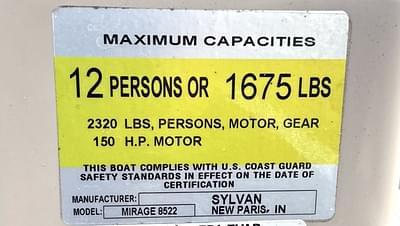 MAXIMUM CAPACITIES
12 PERSONS OR 1675 LBS
2320 LBS, PERSONS, MOTOR, GEAR
150 H.P. MOTOR
THIS BOAT COMPLIES WITH U.S. COAST GUARD
SAFETY STANDARDS IN EFFECT ON THE DATE OF
CERTIFICATION
MANUFACTURER: SYLVAN
MODEL: MIRAGE 8522 NEW PARIS, IN